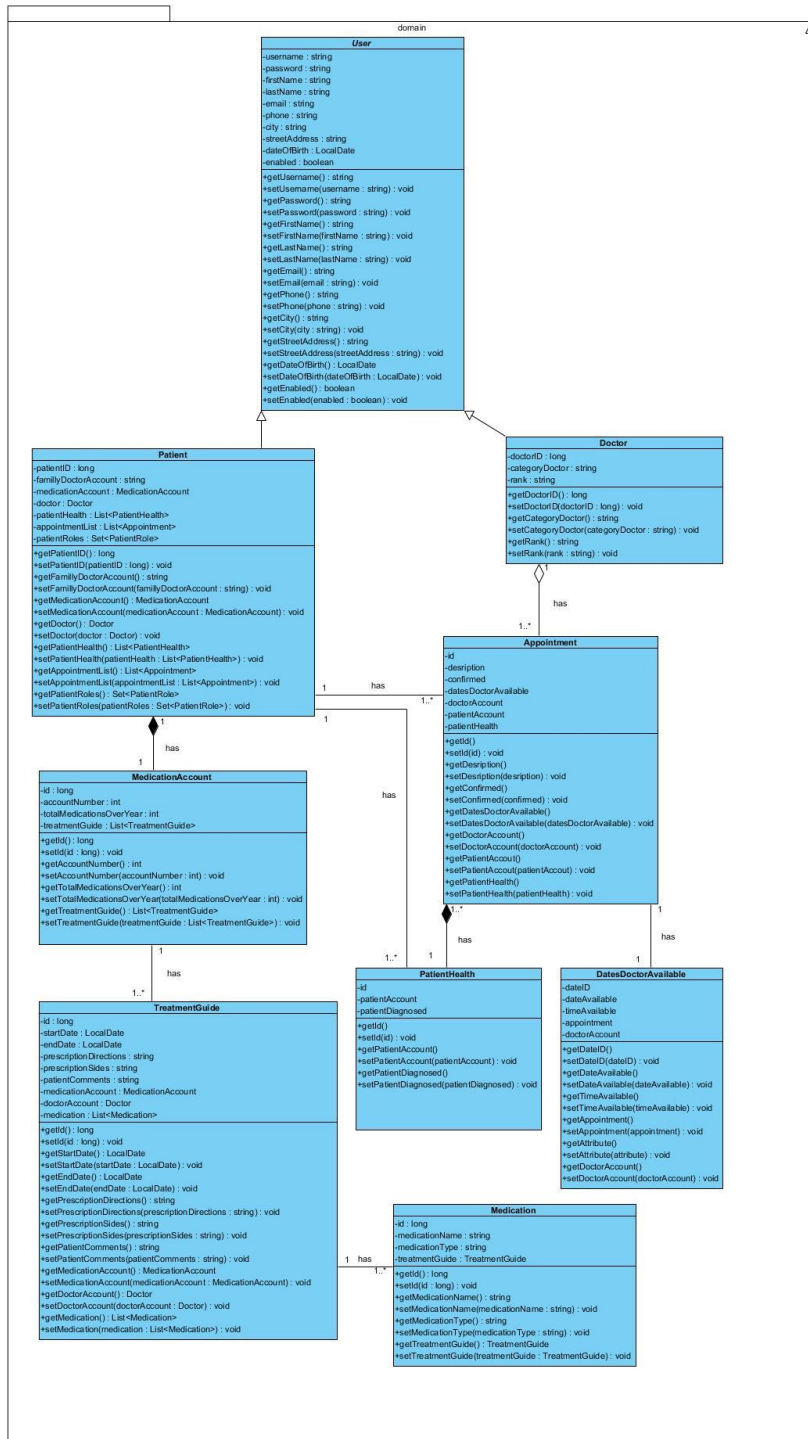 domain
User
-username : string
-password : string
-firstName : string
-lastName : string
-email : string
-phone : string
-city : string
-streetAddress : string
-dateOfBirth : LocalDate
-enabled : boolean
+getUsername() : string
+setUsername(username : string) : void
+getPassword() : string
+setPassword(password : string) : void
+getFirstName() : string
+setFirstName(firstName : string) : void
+getLastName() : string
+setLastName(lastName : string) : void
+getEmail() : string
+setEmail(email : string) : void
+getPhone() : string
+setPhone(phone : string) : void
+getCity() : string
+setCity(city : string) : void
+getStreetAddress() : string
+setStreetAddress(streetAddress : string) : void
+getDateOfBirth() : LocalDate
+setDateOfBirth(dateOfBirth : LocalDate) : void
+getEnabled() : boolean
+setEnabled(enabled : boolean) : void
Patient
-patientID : long
-famillyDoctorAccount : string
-medicationAccount : MedicationAccount
-doctor : Doctor
-patientHealth : List<PatientHealth>
-appointmentList : List<Appointment>
-patientRoles : Set<PatientRole>
+getPatientID() : long
+setPatientID(patientID : long) : void
+getFamillyDoctorAccount() : string
+setFamillyDoctorAccount(famillyDoctorAccount : string) : void
+getMedicationAccount() : MedicationAccount
+setMedicationAccount(medicationAccount : MedicationAccount) : void
+getDoctor() : Doctor
+setDoctor(doctor : Doctor) : void
+getPatientHealth() : List<PatientHealth>
+setPatientHealth(patientHealth : List<PatientHealth>) : void
+getAppointmentList() : List<Appointment>
+setAppointmentList(appointmentList : List<Appointment>) : void
+getPatientRoles() : Set<PatientRole>
+setPatientRoles(patientRoles : Set<PatientRole>) : void
Doctor
-doctorID : long
-categoryDoctor : string
-rank : string
+getDoctorID() : long
+setDoctorID(doctorID : long) : void
+getCategoryDoctor() : string
+setCategoryDoctor(categoryDoctor : string) : void
+getRank() : string
+setRank(rank : string) : void
1
has
1..*
Appointment
-id
-desription
-confirmed
-datesDoctorAvailable
-doctorAccount
-patientAccount
-patientHealth
+getId()
+setId(id) : void
+getDesription()
+setDesription(desription) : void
+getConfirmed()
+setConfirmed(confirmed) : void
+getDatesDoctorAvailable()
+setDatesDoctorAvailable(datesDoctorAvailable) : void
+getDoctorAccount()
+setDoctorAccount(doctorAccount) : void
+getPatientAccout()
+setPatientAccout(patientAccout) : void
+getPatientHealth()
+setPatientHealth(patientHealth) : void
1
has
1..*
1
has
1..*
1
has
1
MedicationAccount
-id : long
-accountNumber : int
-totalMedicationsOverYear : int
-treatmentGuide : List<TreatmentGuide>
+getId() : long
+setId(id : long) : void
+getAccountNumber() : int
+setAccountNumber(accountNumber : int) : void
+getTotalMedicationsOverYear() : int
+setTotalMedicationsOverYear(totalMedicationsOverYear : int) : void
+getTreatmentGuide() : List<TreatmentGuide>
+setTreatmentGuide(treatmentGuide : List<TreatmentGuide>) : void
1..*
has
1
1
has
1
PatientHealth
-id
-patientAccount
-patientDiagnosed
+getId()
+setId(id) : void
+getPatientAccount()
+setPatientAccount(patientAccount) : void
+getPatientDiagnosed()
+setPatientDiagnosed(patientDiagnosed) : void
DatesDoctorAvailable
-dateID
-dateAvailable
-timeAvailable
-appointment
-doctorAccount
+getDateID()
+setDateID(dateID) : void
+getDateAvailable()
+setDateAvailable(dateAvailable) : void
+getTimeAvailable()
+setTimeAvailable(timeAvailable) : void
+getAppointment()
+setAppointment(appointment) : void
+getAttribute()
+setAttribute(attribute) : void
+getDoctorAccount()
+setDoctorAccount(doctorAccount) : void
1
has
1..*
TreatmentGuide
-id : long
-startDate : LocalDate
-endDate : LocalDate
-prescriptionDirections : string
-prescriptionSides : string
-patientComments : string
-medicationAccount : MedicationAccount
-doctorAccount : Doctor
-medication : List<Medication>
+getId() : long
+setId(id : long) : void
+getStartDate() : LocalDate
+setStartDate(startDate : LocalDate) : void
+getEndDate() : LocalDate
+setEndDate(endDate : LocalDate) : void
+getPrescriptionDirections() : string
+setPrescriptionDirections(prescriptionDirections : string) : void
+getPrescriptionSides() : string
+setPrescriptionSides(prescriptionSides : string) : void
+getPatientComments() : string
+setPatientComments(patientComments : string) : void
+getMedicationAccount() : MedicationAccount
+setMedicationAccount(medicationAccount : MedicationAccount) : void
+getDoctorAccount() : Doctor
+setDoctorAccount(doctorAccount : Doctor) : void
+getMedication() : List<Medication>
+setMedication(medication : List<Medication>) : void
1
has
1..*
Medication
-id : long
-medicationName : string
-medicationType : string
-treatmentGuide : TreatmentGuide
+getId() : long
+setId(id : long) : void
+getMedicationName() : string
+setMedicationName(medicationName : string) : void
+getMedicationType() : string
+setMedicationType(medicationType : string) : void
+getTreatmentGuide() : TreatmentGuide
+setTreatmentGuide(treatmentGuide : TreatmentGuide) : void